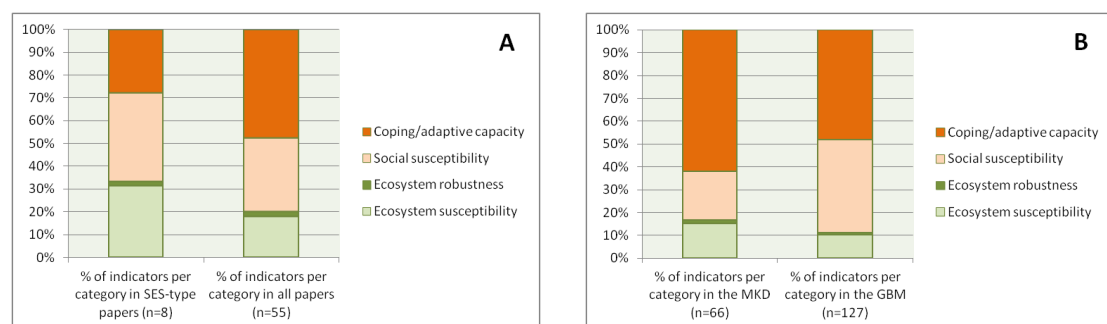 A
100%
90%
80%
70%
60%
50%
40%
30%
20%
10%
0%
Coping/adaptive capacity
Social susceptibility
Ecosystem robustness
Ecosystem susceptibility
% of indicators per
category in SES-type
papers (n=8)
% of indicators per
category in all papers
(n=55)
B
100%
90%
80%
70%
60%
50%
40%
30%
20%
10%
0%
Coping/adaptive capacity
Social susceptibility
Ecosystem robustness
Ecosystem susceptibility
% of indicators per
category in the MKD
(n=66)
% of indicators per
category in the GBM
(n=127)